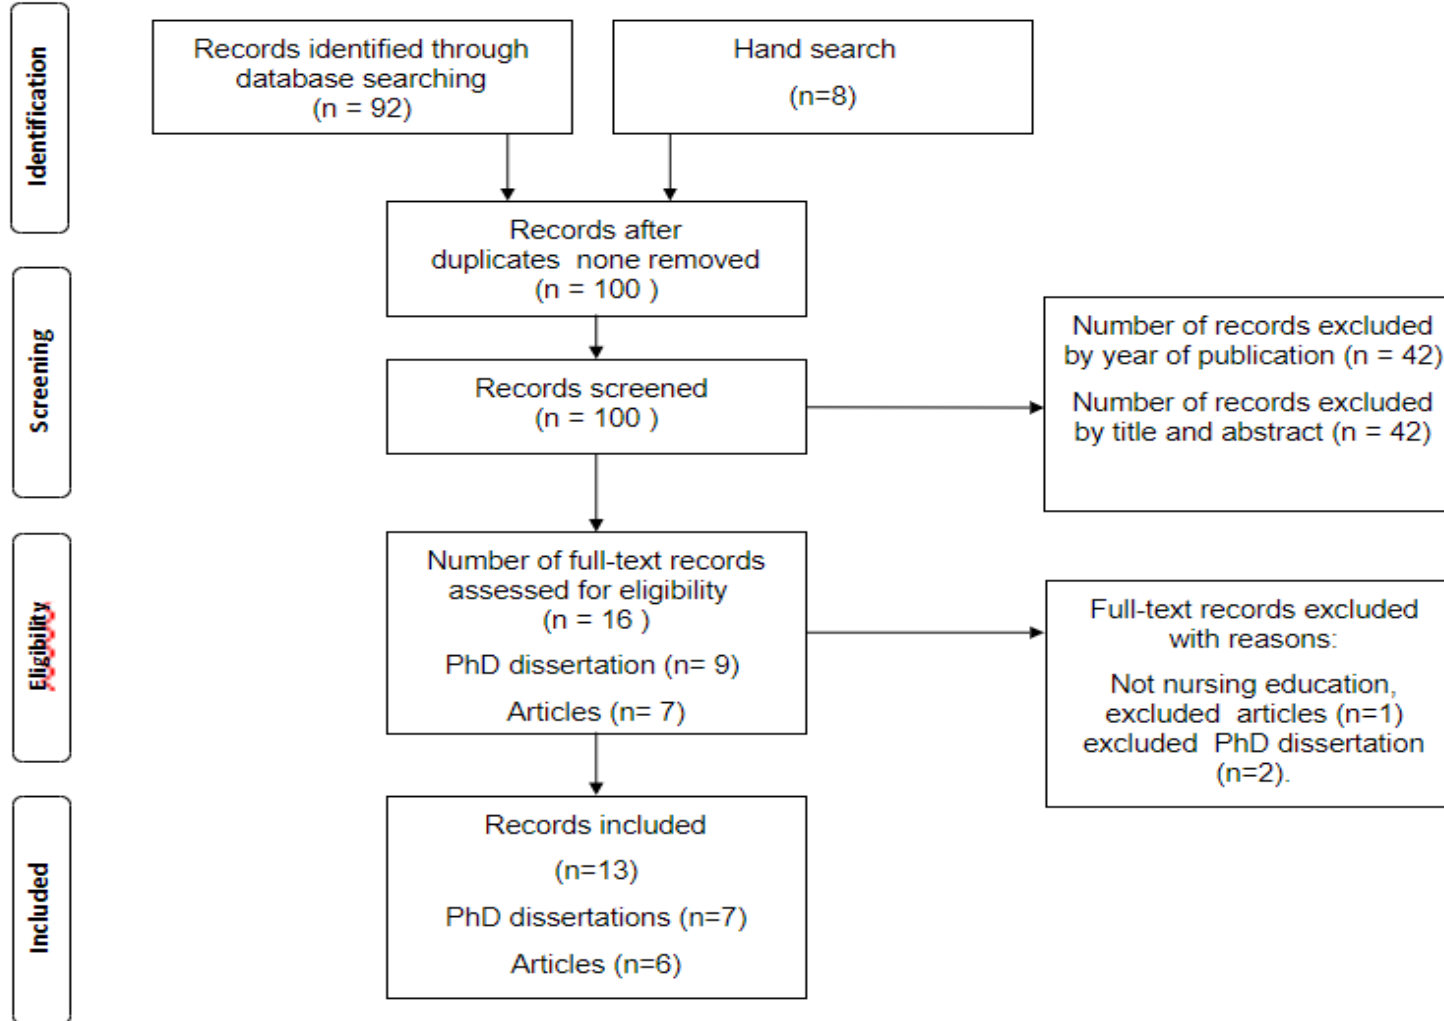 Identification
Records identified through
database searching
(n = 92)
Hand search
(n=8)
Records after
duplicates  none removed
(n = 100 )
Screening
Records screened
(n = 100 )
Number of records excluded
by year of publication (n = 42)
Number of records excluded
by title and abstract (n = 42)
Eligibility
Number of full-text records
assessed for eligibility
(n = 16 )
PhD dissertation (n= 9)
Articles (n= 7)
Full-text records excluded
with reasons:
Not nursing education,
excluded  articles (n=1)
excluded  PhD dissertation
(n=2).
Included
Records included
(n=13)
PhD dissertations (n=7)
Articles (n=6)